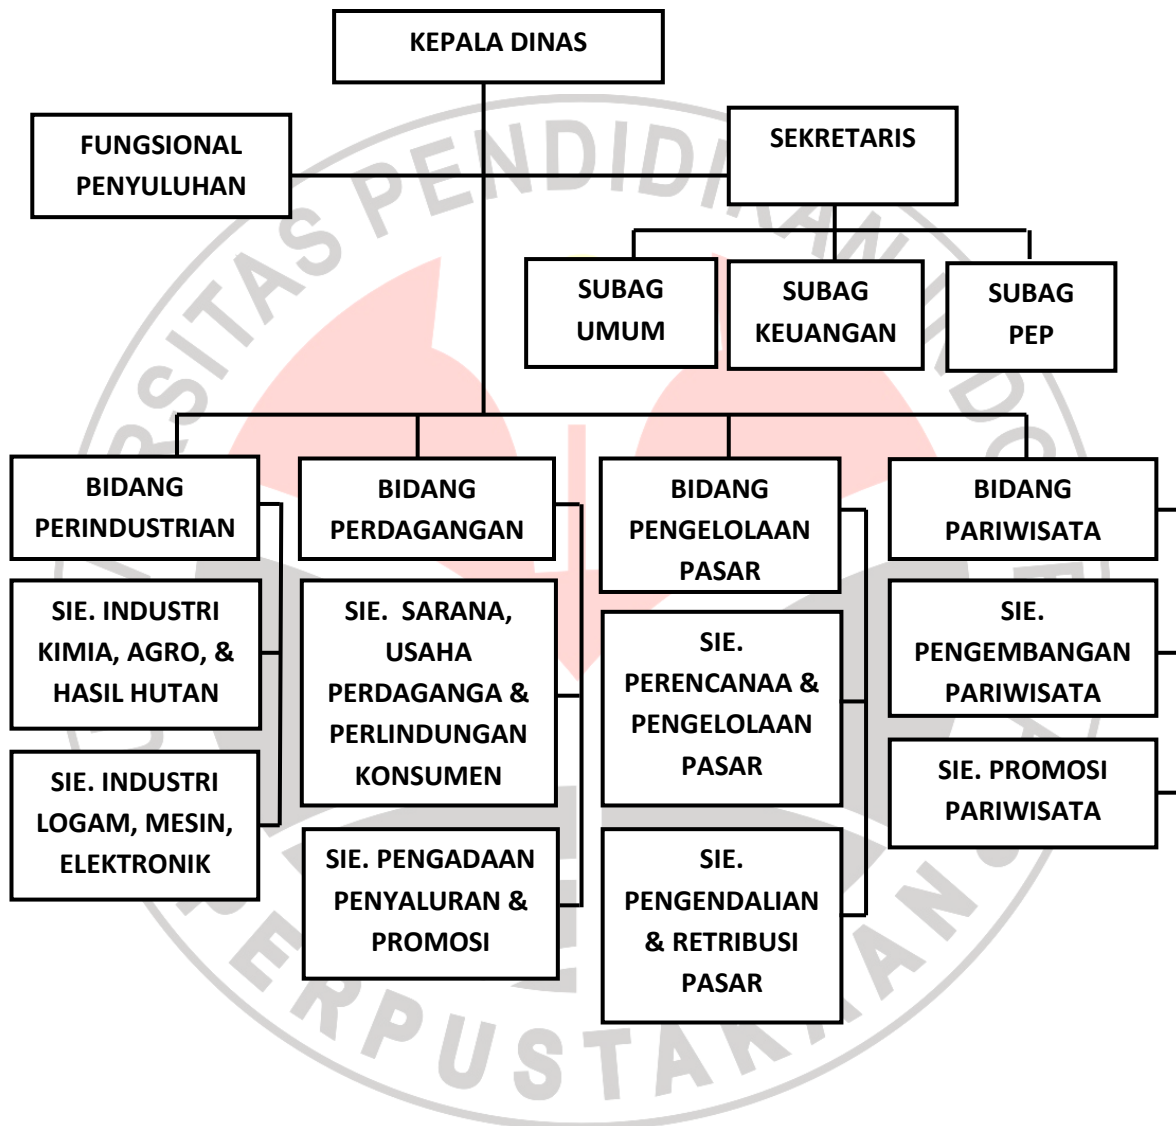 KEPALA DINAS
FUNGSIONAL
PENYULUHAN
SEKRETARIS
SUBAG
UMUM
SUBAG
KEUANGAN
SUBAG
PEP
BIDANG
PERINDUSTRIAN
BIDANG
PERDAGANGAN
BIDANG
PENGELOLAAN
PASAR
BIDANG
PARIWISATA
SIE. INDUSTRI
KIMIA, AGRO, &
HASIL HUTAN
SIE. SARANA,
USAHA
PERDAGANGA &
PERLINDUNGAN
KONSUMEN
SIE.
PERENCANAA &
PENGELOLAAN
PASAR
SIE.
PENGEMBANGAN
PARIWISATA
SIE. INDUSTRI
LOGAM, MESIN,
ELEKTRONIK
SIE. PENGADAAN
PENYALURAN &
PROMOSI
SIE.
PENGENDALIAN
& RETRIBUSI
PASAR
SIE. PROMOSI
PARIWISATA
PENDIDIKAN
PERPUSTAKAAN